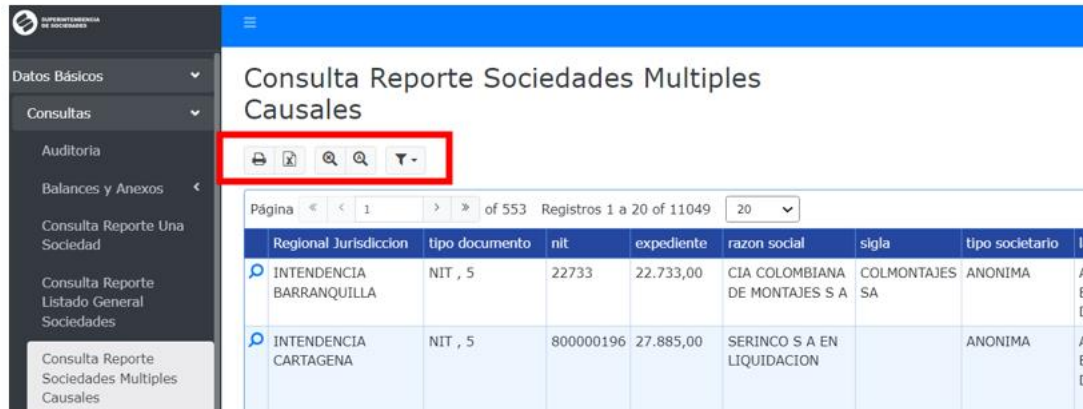 SUPERINTENDENCIA
DE SOCIEDADES
Datos Básicos
Consultas
Auditoria
Balances y Anexos
Consulta Reporte Una
Sociedad
Consulta Reporte
Listado General
Sociedades
Consulta Reporte
Sociedades Multiples
Causales
Consulta Reporte Sociedades Multiples
Causales
Página 1 of 553 Registros 1 a 20 of 11049 20
Regional Jurisdiccion tipo documento nit expediente razon social sigla tipo societario
INTENDENCIA NIT , 5 22733 22.733,00 CIA COLOMBIANA COLMONTAJES ANONIMA
BARRANQUILLA DE MONTAJES S A SA
INTENDENCIA NIT , 5 800000196 27.885,00 SERINCO S A EN ANONIMA
CARTAGENA LIQUIDACION